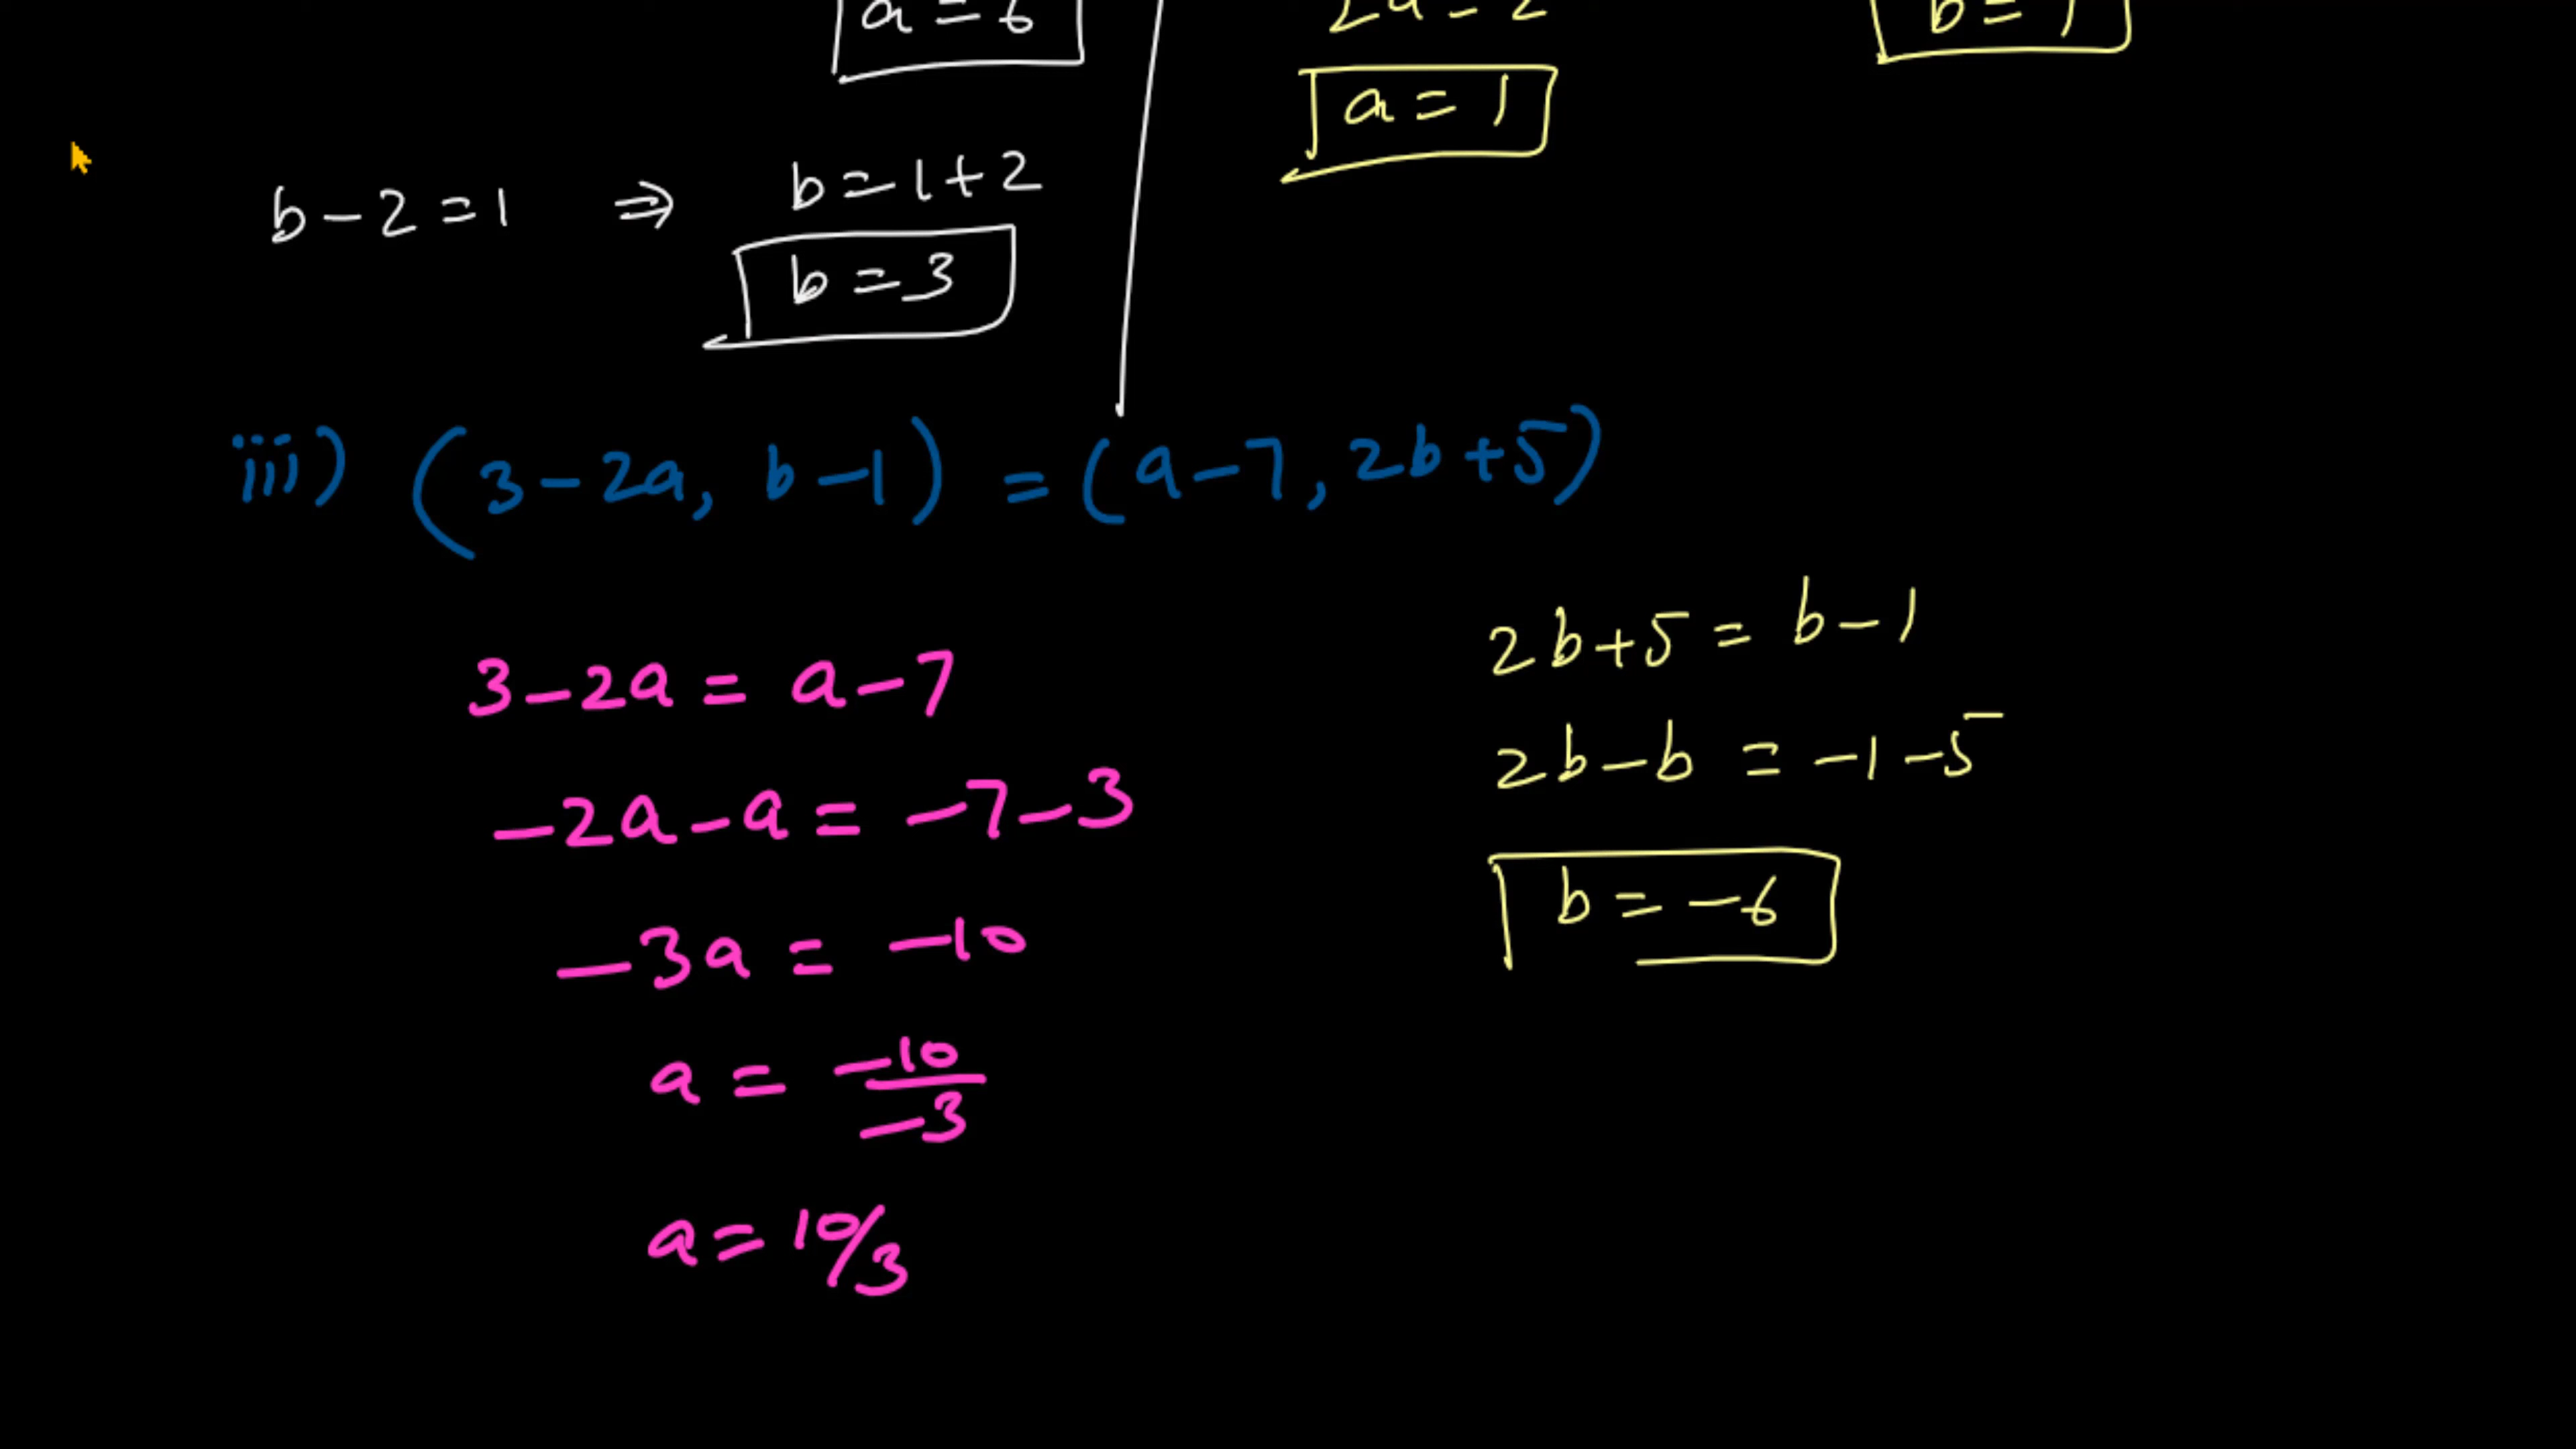 a = 6
2a = 2
b = 1
a = 1
b - 2 = 1 ⇒ b = 1 + 2
b = 3
iii) (3 - 2a, b - 1) = (a - 7, 2b + 5)
3 - 2a = a - 7
-2a - a = -7 - 3
-3a = -10
a = -10/-3
a = 10/3
2b + 5 = b - 1
2b - b = -1 - 5
b = -6